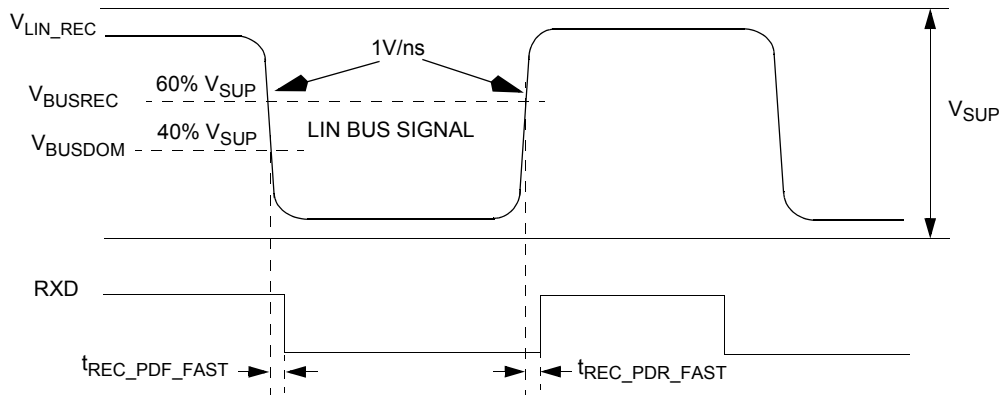 V_LIN_REC
1V/ns
60% V_SUP
V_BUSREC
V_SUP
40% V_SUP
LIN BUS SIGNAL
V_BUSDOM
RXD
t_REC_PDF_FAST
t_REC_PDR_FAST